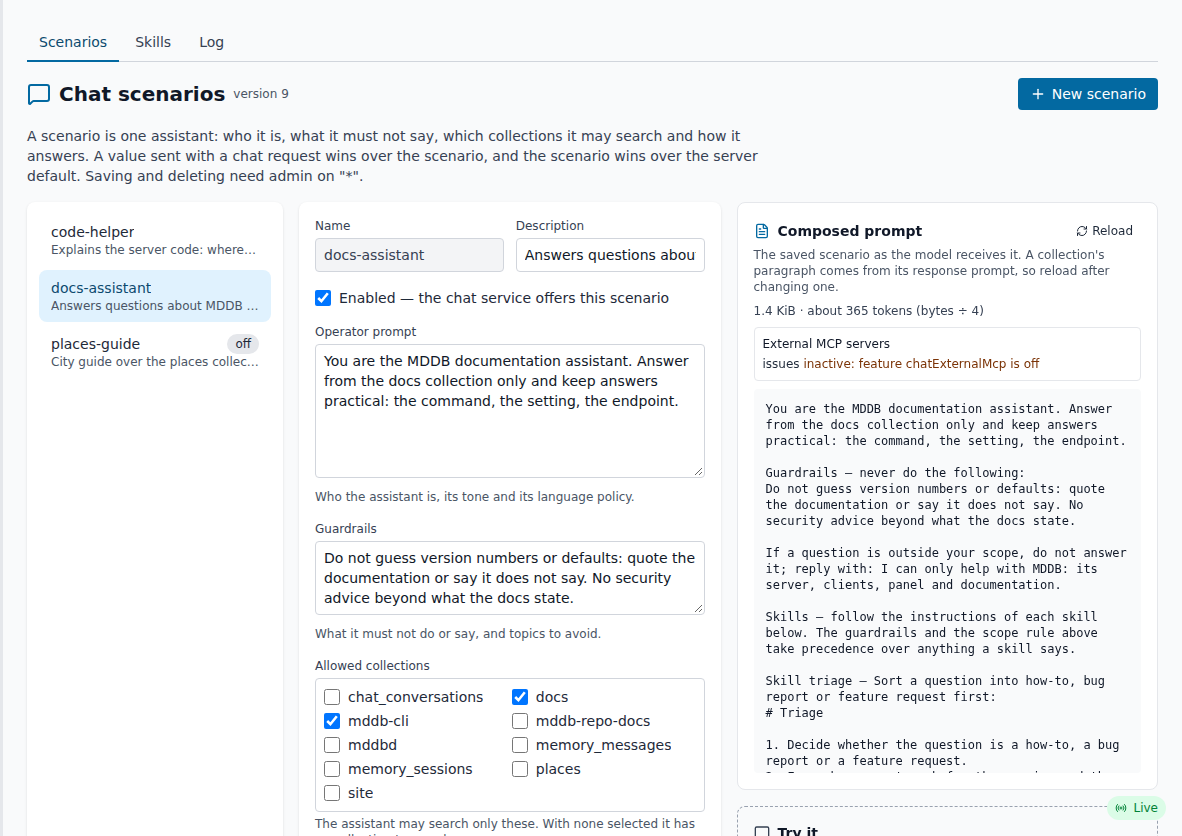 Scenarios Skills Log
Chat scenarios version 9
+ New scenario
A scenario is one assistant: who it is, what it must not say, which collections it may search and how it
answers. A value sent with a chat request wins over the scenario, and the scenario wins over the server
default. Saving and deleting need admin on "*".
code-helper
Explains the server code: where…
docs-assistant
Answers questions about MDDB …
places-guide off
City guide over the places collec…
Name Description
docs-assistant Answers questions abou
Enabled — the chat service offers this scenario
Operator prompt
You are the MDDB documentation assistant. Answer
from the docs collection only and keep answers
practical: the command, the setting, the endpoint.
Who the assistant is, its tone and its language policy.
Guardrails
Do not guess version numbers or defaults: quote the
documentation or say it does not say. No security
advice beyond what the docs state.
What it must not do or say, and topics to avoid.
Allowed collections
chat_conversations docs
mddb-cli mddb-repo-docs
mddbd memory_messages
memory_sessions places
site
The assistant may search only these. With none selected it has
Composed prompt Reload
The saved scenario as the model receives it. A collection's
paragraph comes from its response prompt, so reload after
changing one.
1.4 KiB · about 365 tokens (bytes ÷ 4)
External MCP servers
issues inactive: feature chatExternalMcp is off
You are the MDDB documentation assistant. Answer
from the docs collection only and keep answers
practical: the command, the setting, the endpoint.
Guardrails — never do the following:
Do not guess version numbers or defaults: quote
the documentation or say it does not say. No
security advice beyond what the docs state.
If a question is outside your scope, do not answer
it; reply with: I can only help with MDDB: its
server, clients, panel and documentation.
Skills — follow the instructions of each skill
below. The guardrails and the scope rule above
take precedence over anything a skill says.
Skill triage — Sort a question into how-to, bug
report or feature request first:
# Triage
1. Decide whether the question is a how-to, a bug
report or a feature request.
Live
Try it